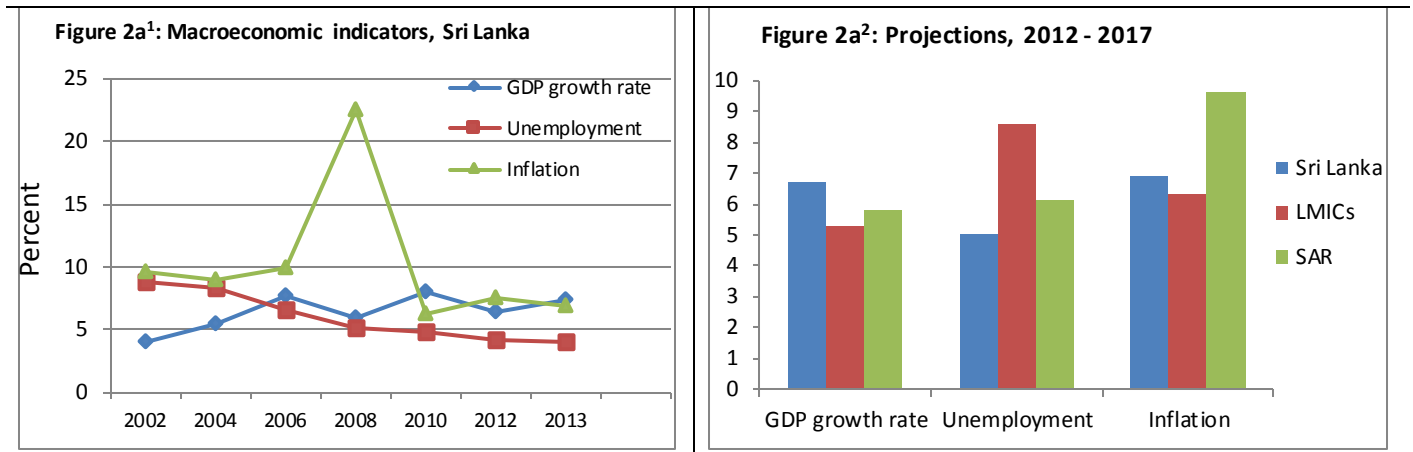 Figure 2a¹: Macroeconomic indicators, Sri Lanka
25
20
15
10
5
0
Percent
GDP growth rate
Unemployment
Inflation
2002 2004 2006 2008 2010 2012 2013
Figure 2a²: Projections, 2012 - 2017
10
9
8
7
6
5
4
3
2
1
0
GDP growth rate Unemployment Inflation
Sri Lanka
LMICs
SAR